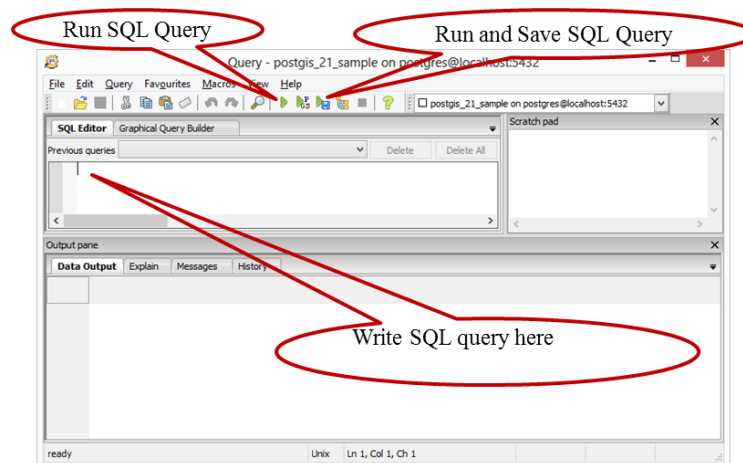 Run SQL Query
Run and Save SQL Query
Query - postgis_21_sample on postgres@localhost:5432
File Edit Query Favourites Macros View Help
postgis_21_sample on postgres@localhost:5432
SQL Editor Graphical Query Builder
Scratch pad
Previous queries Delete Delete All
Output pane
Data Output Explain Messages History
Write SQL query here
ready Unix Ln 1, Col 1, Ch 1